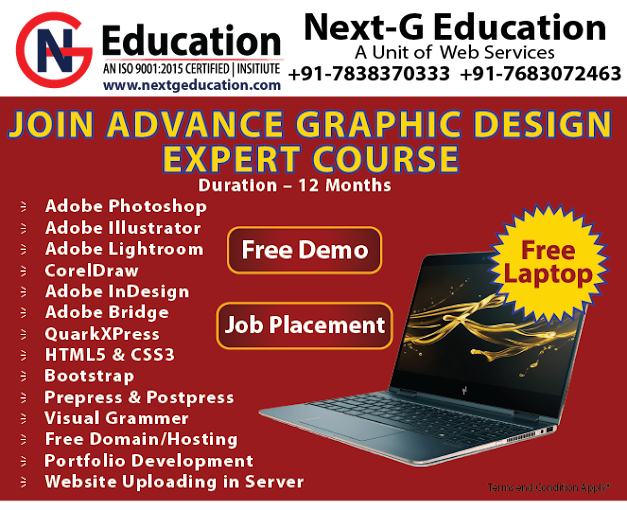 NG Education
AN ISO 9001:2015 CERTIFIED | INSITIUTE
www.nextgeducation.com
Next-G Education
A Unit of Web Services
+91-7838370333 +91-7683072463
JOIN ADVANCE GRAPHIC DESIGN
EXPERT COURSE
Duration – 12 Months
Adobe Photoshop
Adobe Illustrator
Adobe Lightroom
CorelDraw
Adobe InDesign
Adobe Bridge
QuarkXPress
HTML5 & CSS3
Bootstrap
Prepress & Postpress
Visual Grammer
Free Domain/Hosting
Portfolio Development
Website Uploading in Server
Free Demo
Job Placement
Free
Laptop
hp
Terms and Condition Apply*